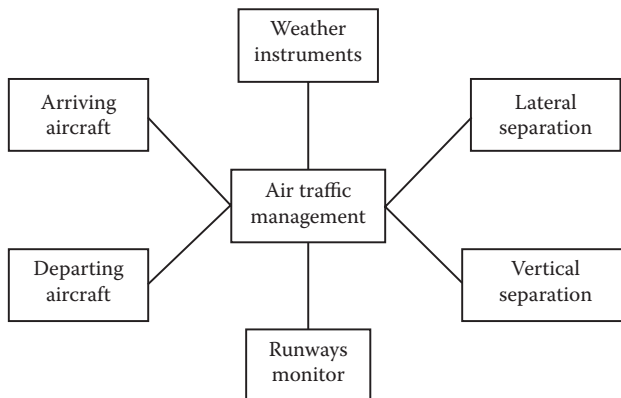 Weather
instruments
Arriving
aircraft
Lateral
separation
Air traffic
management
Departing
aircraft
Vertical
separation
Runways
monitor